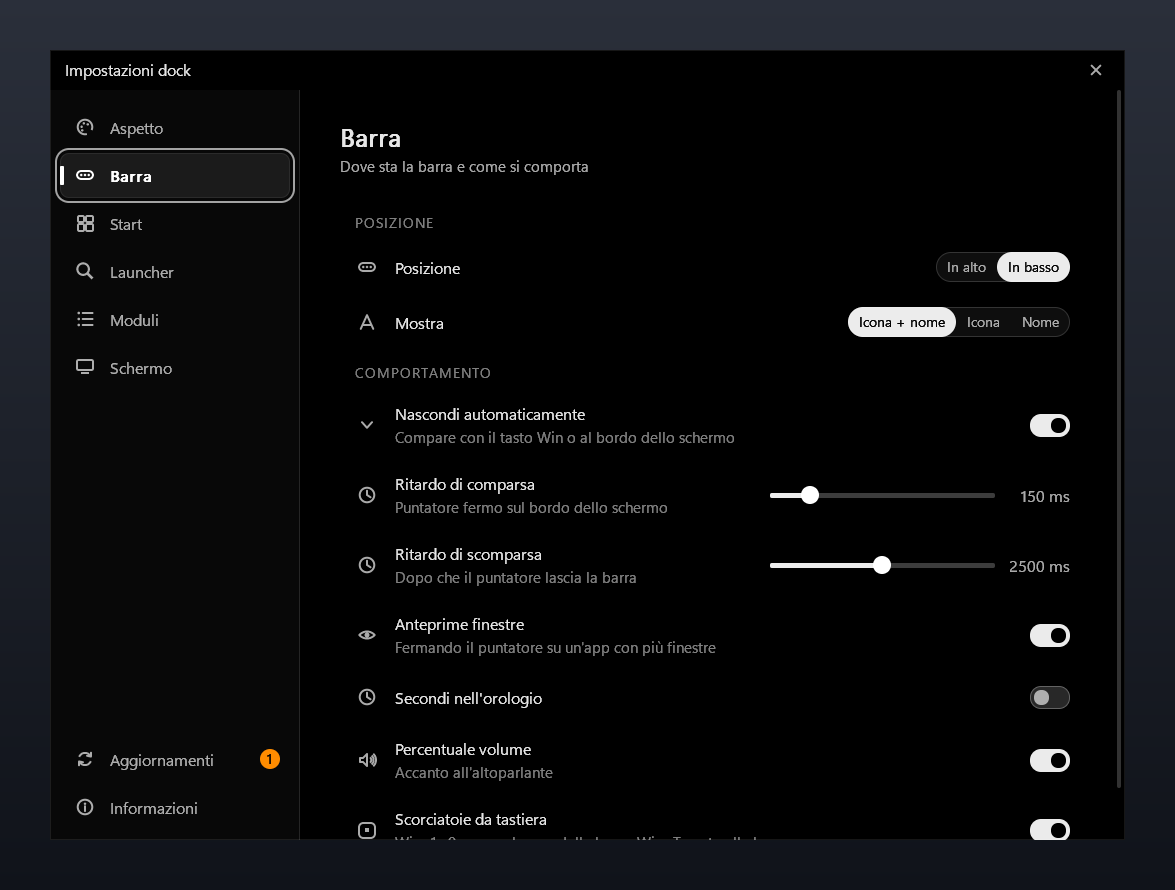 Impostazioni dock
Aspetto
Barra
Start
Launcher
Moduli
Schermo
Aggiornamenti 1
Informazioni
Barra
Dove sta la barra e come si comporta
POSIZIONE
Posizione In alto In basso
Mostra Icona + nome Icona Nome
COMPORTAMENTO
Nascondi automaticamente
Compare con il tasto Win o al bordo dello schermo
Ritardo di comparsa
Puntatore fermo sul bordo dello schermo
150 ms
Ritardo di scomparsa
Dopo che il puntatore lascia la barra
2500 ms
Anteprime finestre
Fermando il puntatore su un'app con più finestre
Secondi nell'orologio
Percentuale volume
Accanto all'altoparlante
Scorciatoie da tastiera